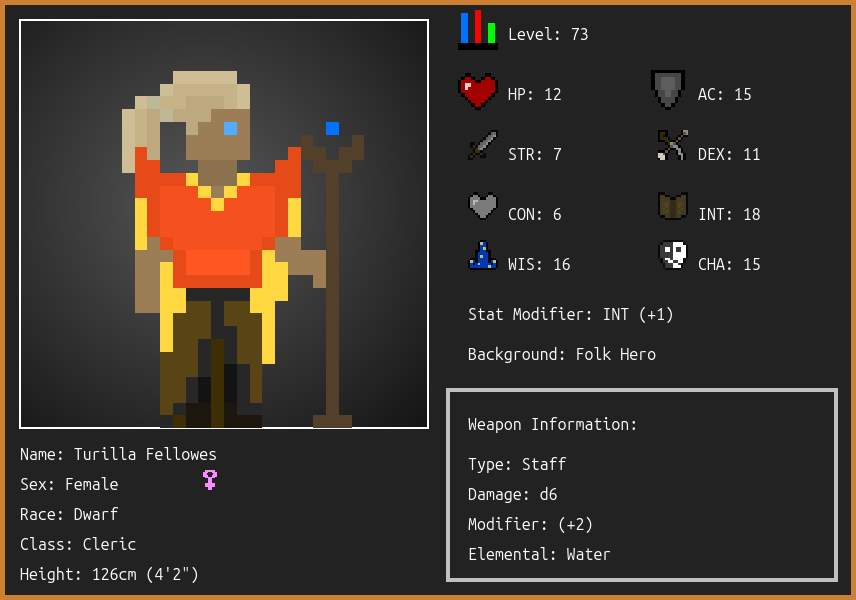 Level: 73
HP: 12
AC: 15
STR: 7
DEX: 11
CON: 6
INT: 18
WIS: 16
CHA: 15
Stat Modifier: INT (+1)
Background: Folk Hero
Weapon Information:
Type: Staff
Damage: d6
Modifier: (+2)
Elemental: Water
Name: Turilla Fellowes
Sex: Female
Race: Dwarf
Class: Cleric
Height: 126cm (4'2")